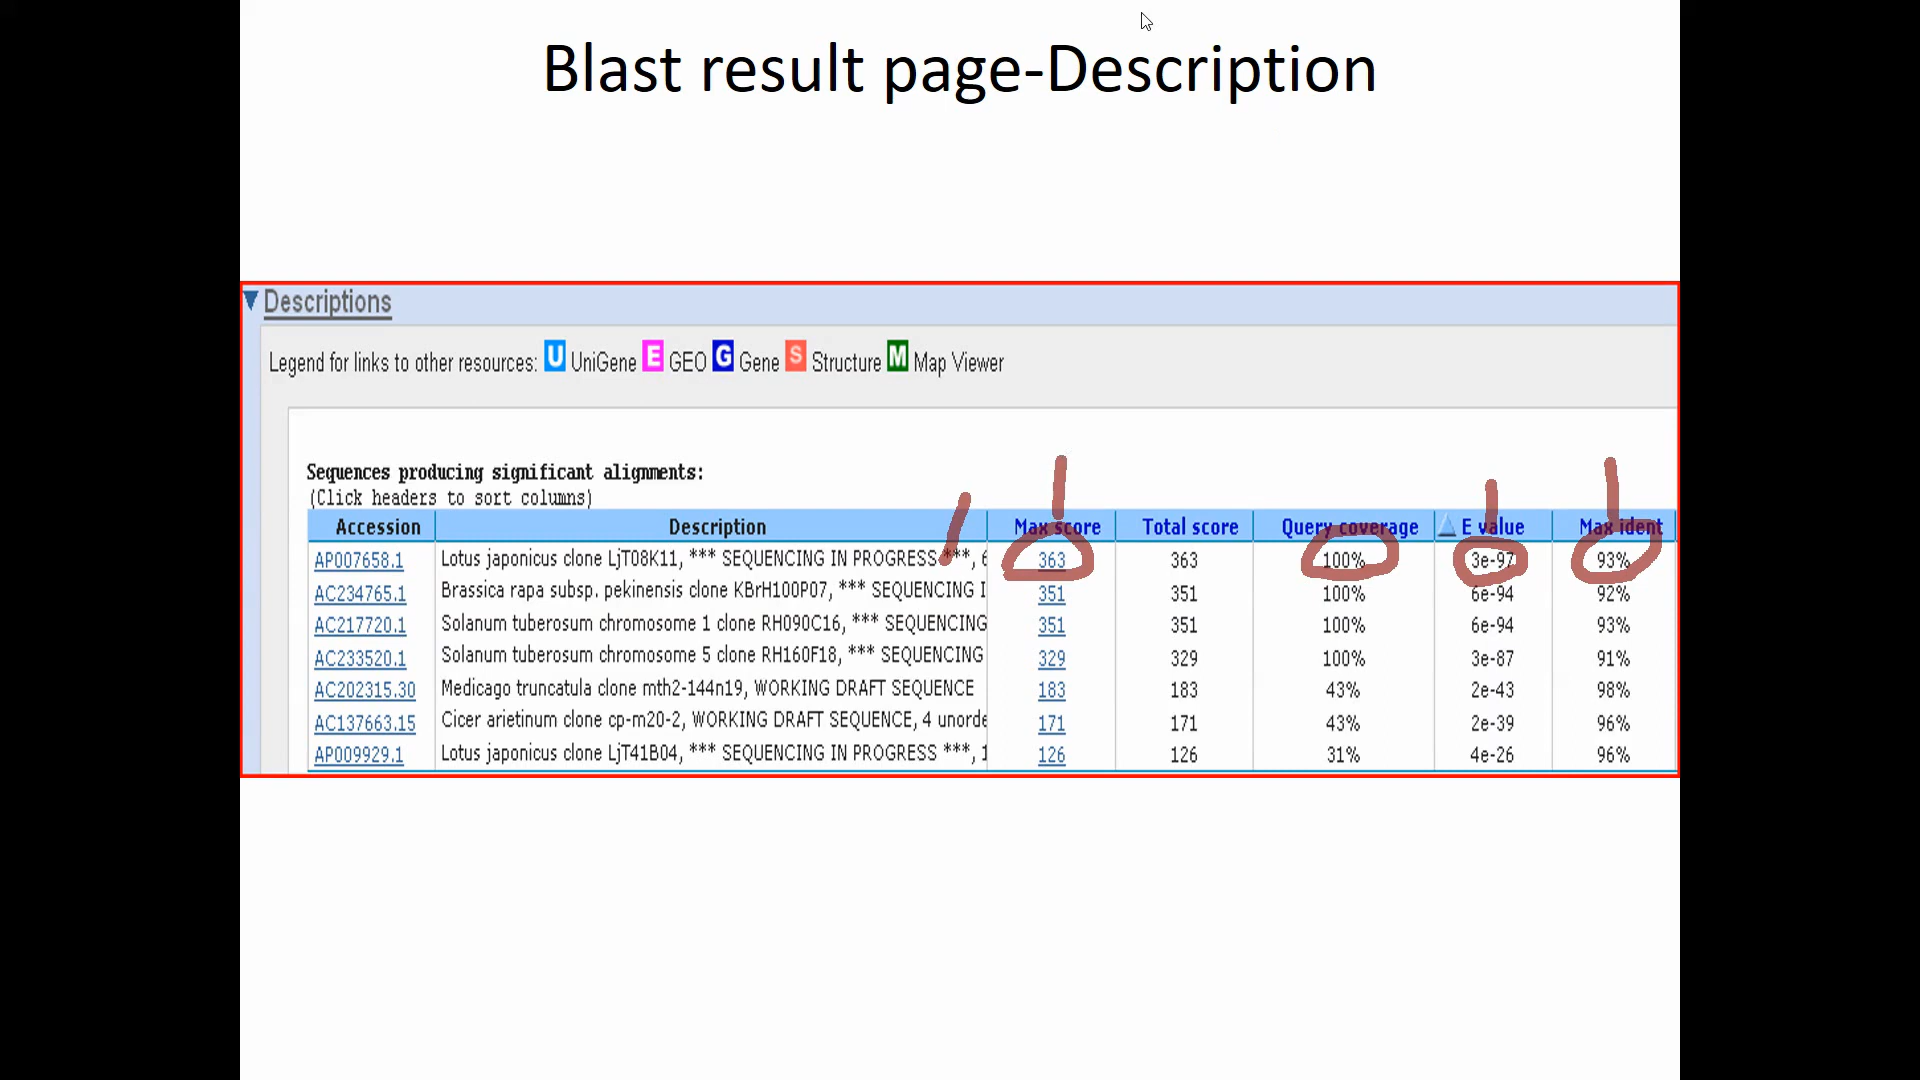 Blast result page-Description
Descriptions
Legend for links to other resources: U UniGene E GEO G Gene S Structure M Map Viewer
Sequences producing significant alignments:
(Click headers to sort columns)
Accession Description Max score Total score Query coverage E value Max ident
AP007658.1 Lotus japonicus clone LjT08K11, *** SEQUENCING IN PROGRESS ***, 6 363 363 100% 3e-97 93%
AC234765.1 Brassica rapa subsp. pekinensis clone KBrH100P07, *** SEQUENCING I 351 351 100% 6e-94 92%
AC217720.1 Solanum tuberosum chromosome 1 clone RH090C16, *** SEQUENCING 351 351 100% 6e-94 93%
AC233520.1 Solanum tuberosum chromosome 5 clone RH160F18, *** SEQUENCING 329 329 100% 3e-87 91%
AC202315.30 Medicago truncatula clone mth2-144n19, WORKING DRAFT SEQUENCE 183 183 43% 2e-43 98%
AC137663.15 Cicer arietinum clone cp-m20-2, WORKING DRAFT SEQUENCE, 4 unorde 171 171 43% 2e-39 96%
AP009929.1 Lotus japonicus clone LjT41B04, *** SEQUENCING IN PROGRESS ***, 1 126 126 31% 4e-26 96%